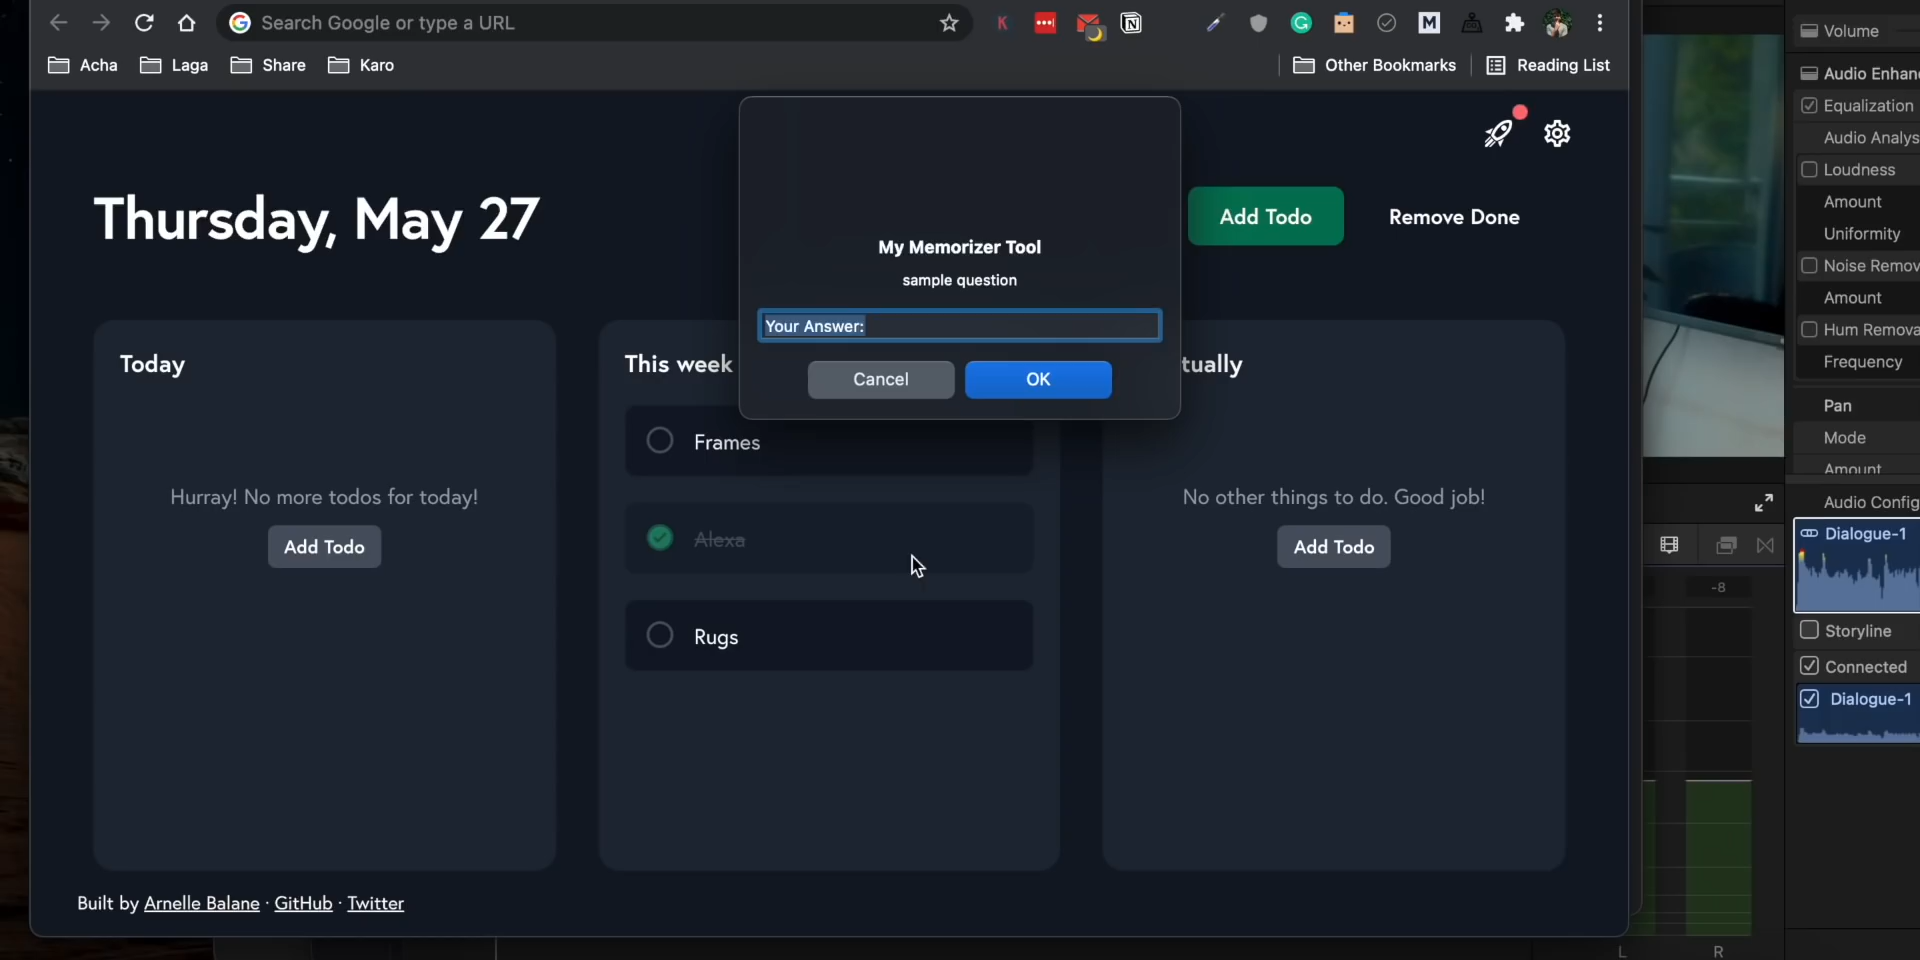 Search Google or type a URL
Acha
Laga
Share
Karo
Other Bookmarks
Reading List
Thursday, May 27
Add Todo
Remove Done
My Memorizer Tool
sample question
Your Answer:
Cancel
OK
Today
Hurray! No more todos for today!
Add Todo
This week
Frames
Alexa
Rugs
tually
No other things to do. Good job!
Add Todo
Built by Arnelle Balane · GitHub · Twitter
Volume
Audio Enhanc
Equalization
Audio Analys
Loudness
Amount
Uniformity
Noise Remov
Amount
Hum Remova
Frequency
Pan
Mode
Amount
Audio Config
Dialogue-1
Storyline
Connected
Dialogue-1
-8
L
R